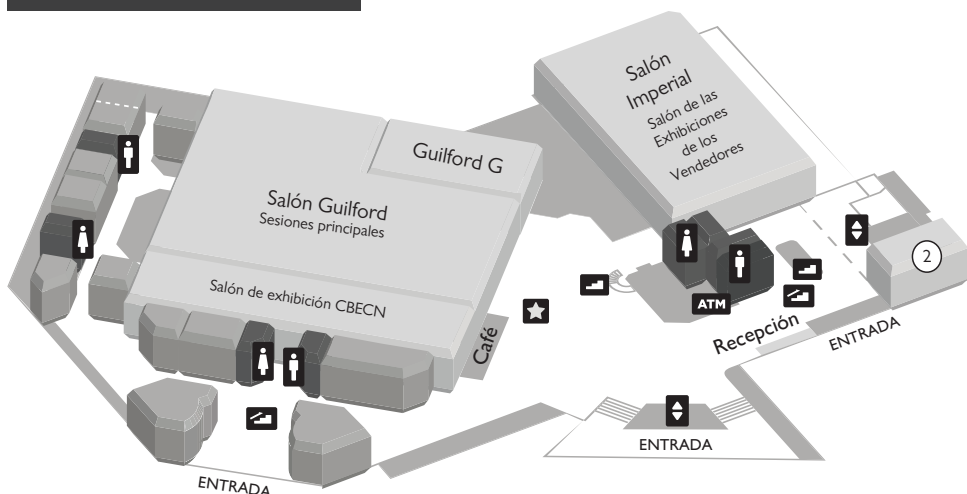 Salón
Imperial
Salón de las
Exhibiciones
de los
Vendedores
Guilford G
Salón Guilford
Sesiones principales
Salón de exhibición CBECN
2
ATM
Café
Recepción
ENTRADA
ENTRADA
ENTRADA